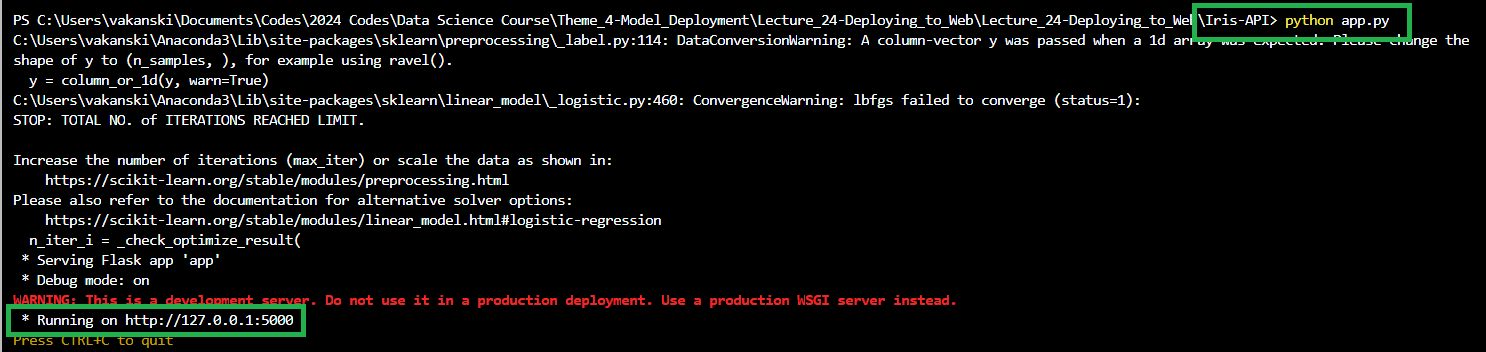 PS C:\Users\vakanski\Documents\Codes\2024 Codes\Data Science Course\Theme_4-Model_Deployment\Lecture_24-Deploying_to_Web\Lecture_24-Deploying_to_Web\Iris-API> python app.py
C:\Users\vakanski\Anaconda3\Lib\site-packages\sklearn\preprocessing\_label.py:114: DataConversionWarning: A column-vector y was passed when a 1d array was expected. Please change the
shape of y to (n_samples, ), for example using ravel().
  y = column_or_1d(y, warn=True)
C:\Users\vakanski\Anaconda3\Lib\site-packages\sklearn\linear_model\_logistic.py:460: ConvergenceWarning: lbfgs failed to converge (status=1):
STOP: TOTAL NO. of ITERATIONS REACHED LIMIT.

Increase the number of iterations (max_iter) or scale the data as shown in:
    https://scikit-learn.org/stable/modules/preprocessing.html
Please also refer to the documentation for alternative solver options:
    https://scikit-learn.org/stable/modules/linear_model.html#logistic-regression
  n_iter_i = _check_optimize_result(
 * Serving Flask app 'app'
 * Debug mode: on
WARNING: This is a development server. Do not use it in a production deployment. Use a production WSGI server instead.
 * Running on http://127.0.0.1:5000
Press CTRL+C to quit